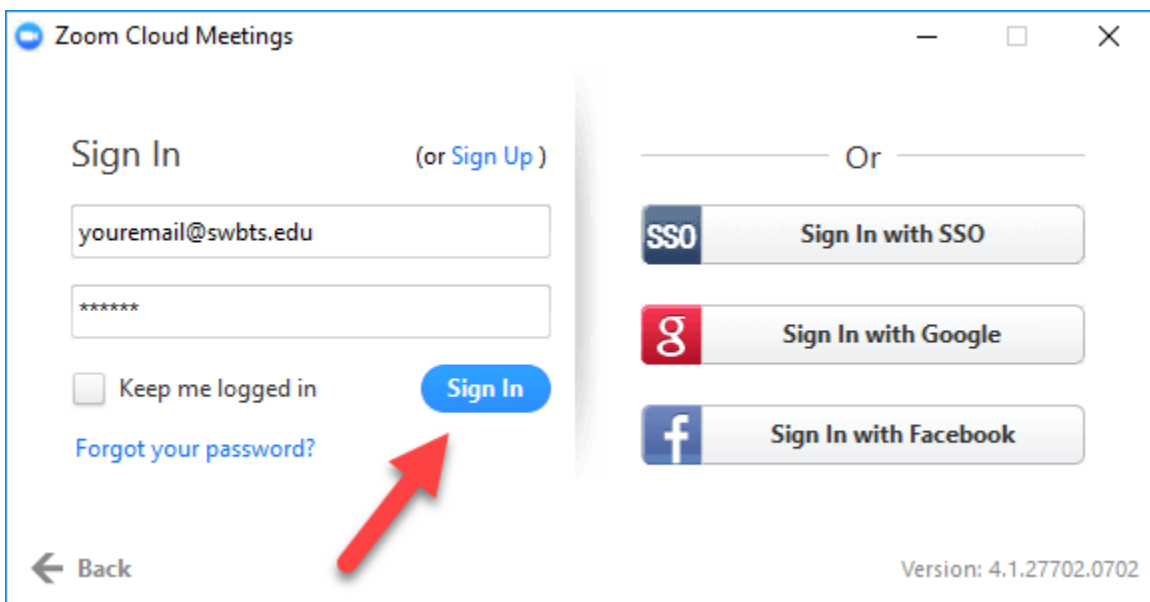 Zoom Cloud Meetings
Sign In
(or Sign Up )
youremail@swbts.edu
******
Keep me logged in
Sign In
Forgot your password?
Or
SSO
Sign In with SSO
g
Sign In with Google
f
Sign In with Facebook
Back
Version: 4.1.27702.0702